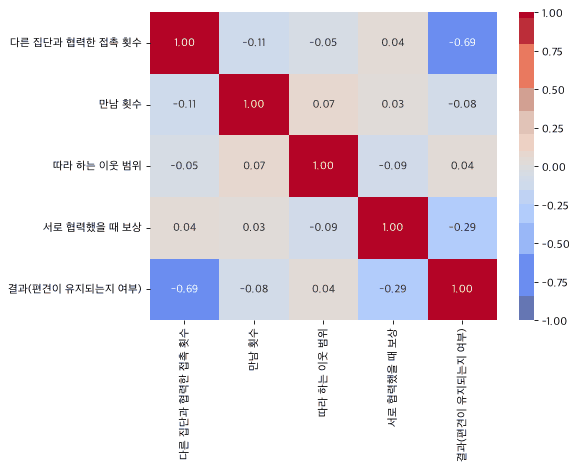 다른 집단과 협력한 접촉 횟수
1.00 -0.11 -0.05 0.04 -0.69
만남 횟수
-0.11 1.00 0.07 0.03 -0.08
따라 하는 이웃 범위
-0.05 0.07 1.00 -0.09 0.04
서로 협력했을 때 보상
0.04 0.03 -0.09 1.00 -0.29
결과(편견이 유지되는지 여부)
-0.69 -0.08 0.04 -0.29 1.00
다른 집단과 협력한 접촉 횟수
만남 횟수
따라 하는 이웃 범위
서로 협력했을 때 보상
결과(편견이 유지되는지 여부)
1.00
0.75
0.50
0.25
0.00
-0.25
-0.50
-0.75
-1.00